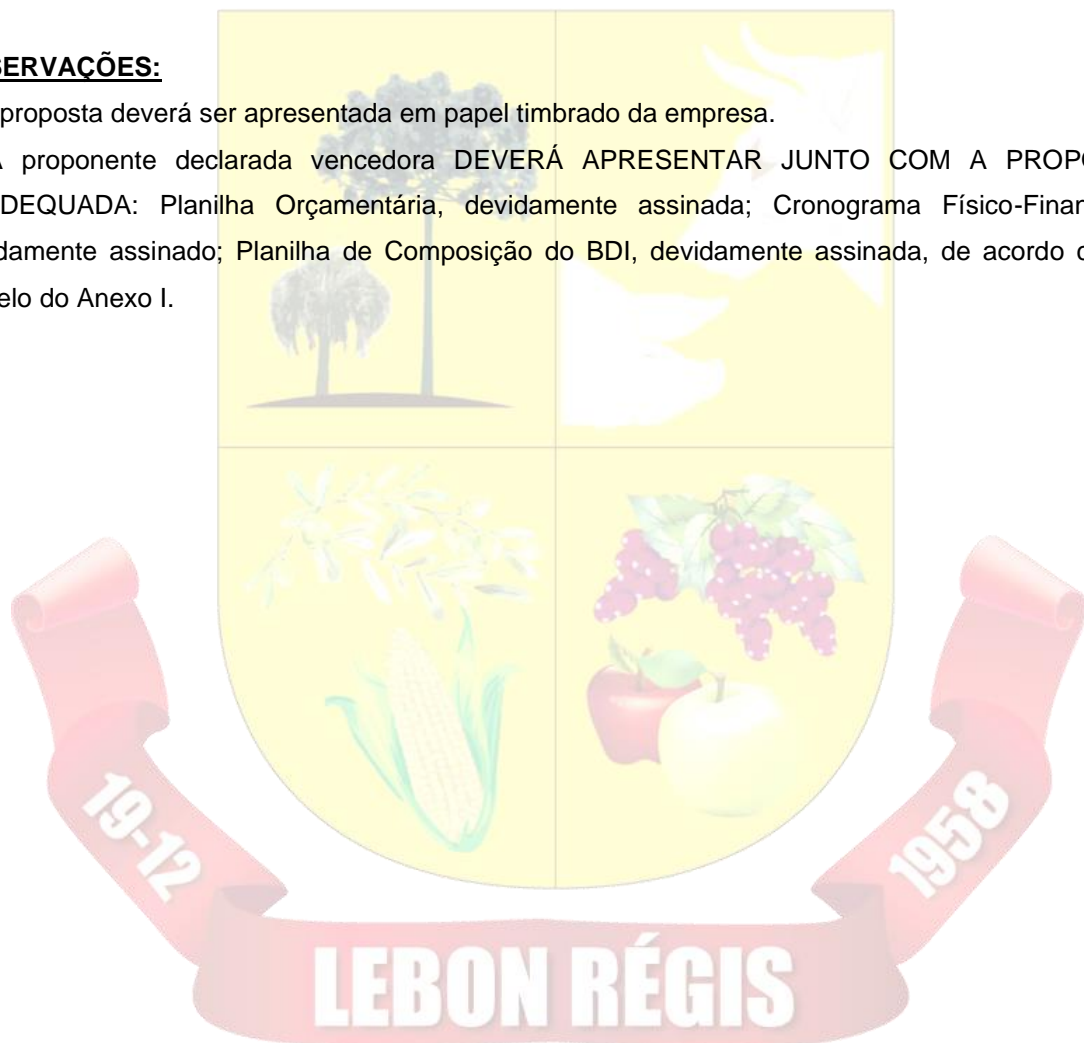 SERVAÇÕES:
proposta deverá ser apresentada em papel timbrado da empresa.
A proponente declarada vencedora DEVERÁ APRESENTAR JUNTO COM A PROPO
DEQUADA: Planilha Orçamentária, devidamente assinada; Cronograma Físico-Finan
damente assinado; Planilha de Composição do BDI, devidamente assinada, de acordo c
elo do Anexo I.
19-12
1958
LEBON RÉGIS